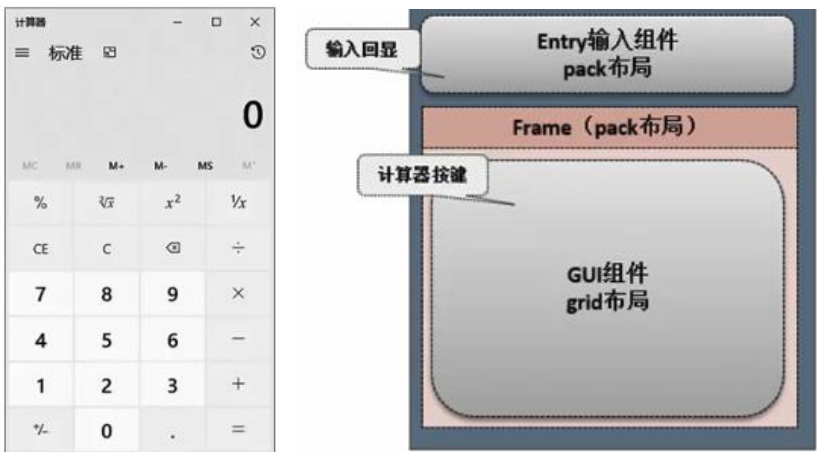 计算器
标准
0
MC MR M+ M- MS M˅
% ²√x x² ¹/x
CE C ÷
7 8 9 ×
4 5 6 −
1 2 3 +
⁺/₋ 0 . =
输入回显
Entry输入组件
pack布局
Frame（pack布局）
计算器按键
GUI组件
grid布局